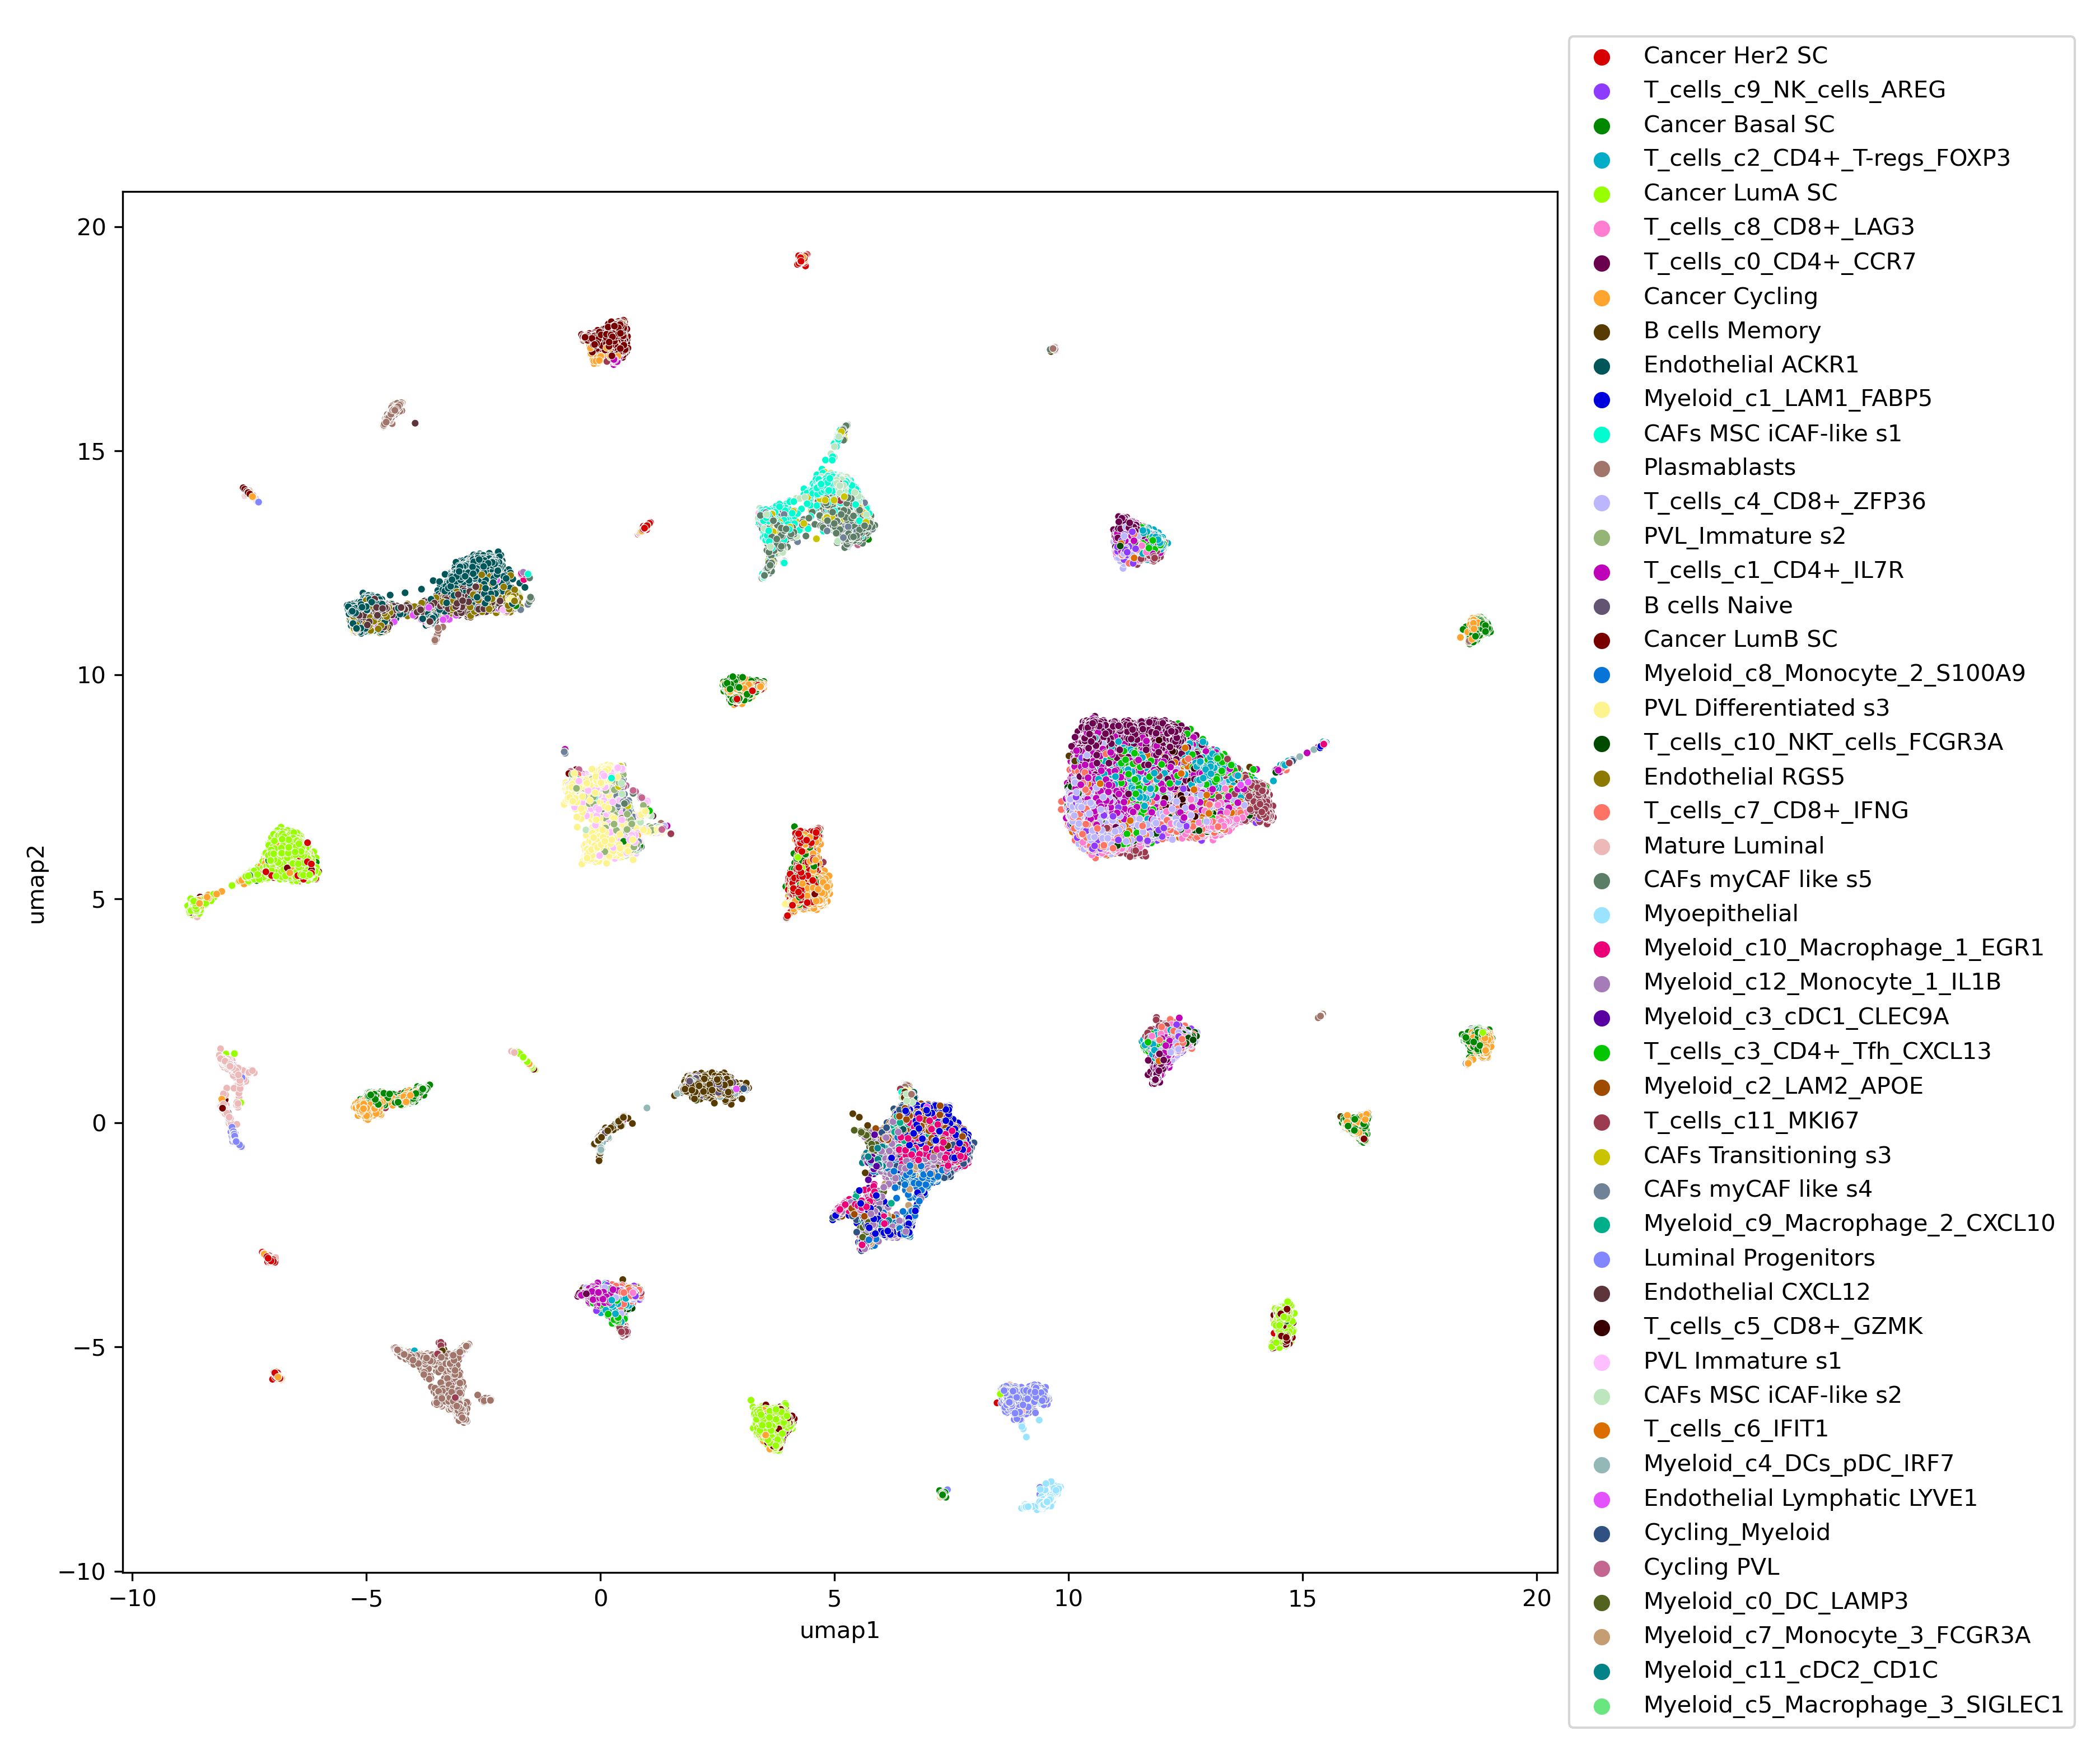 20
15
10
5
0
−5
−10
−10
−5
0
5
10
15
20
umap1
umap2
Cancer Her2 SC
T_cells_c9_NK_cells_AREG
Cancer Basal SC
T_cells_c2_CD4+_T-regs_FOXP3
Cancer LumA SC
T_cells_c8_CD8+_LAG3
T_cells_c0_CD4+_CCR7
Cancer Cycling
B cells Memory
Endothelial ACKR1
Myeloid_c1_LAM1_FABP5
CAFs MSC iCAF-like s1
Plasmablasts
T_cells_c4_CD8+_ZFP36
PVL_Immature s2
T_cells_c1_CD4+_IL7R
B cells Naive
Cancer LumB SC
Myeloid_c8_Monocyte_2_S100A9
PVL Differentiated s3
T_cells_c10_NKT_cells_FCGR3A
Endothelial RGS5
T_cells_c7_CD8+_IFNG
Mature Luminal
CAFs myCAF like s5
Myoepithelial
Myeloid_c10_Macrophage_1_EGR1
Myeloid_c12_Monocyte_1_IL1B
Myeloid_c3_cDC1_CLEC9A
T_cells_c3_CD4+_Tfh_CXCL13
Myeloid_c2_LAM2_APOE
T_cells_c11_MKI67
CAFs Transitioning s3
CAFs myCAF like s4
Myeloid_c9_Macrophage_2_CXCL10
Luminal Progenitors
Endothelial CXCL12
T_cells_c5_CD8+_GZMK
PVL Immature s1
CAFs MSC iCAF-like s2
T_cells_c6_IFIT1
Myeloid_c4_DCs_pDC_IRF7
Endothelial Lymphatic LYVE1
Cycling_Myeloid
Cycling PVL
Myeloid_c0_DC_LAMP3
Myeloid_c7_Monocyte_3_FCGR3A
Myeloid_c11_cDC2_CD1C
Myeloid_c5_Macrophage_3_SIGLEC1